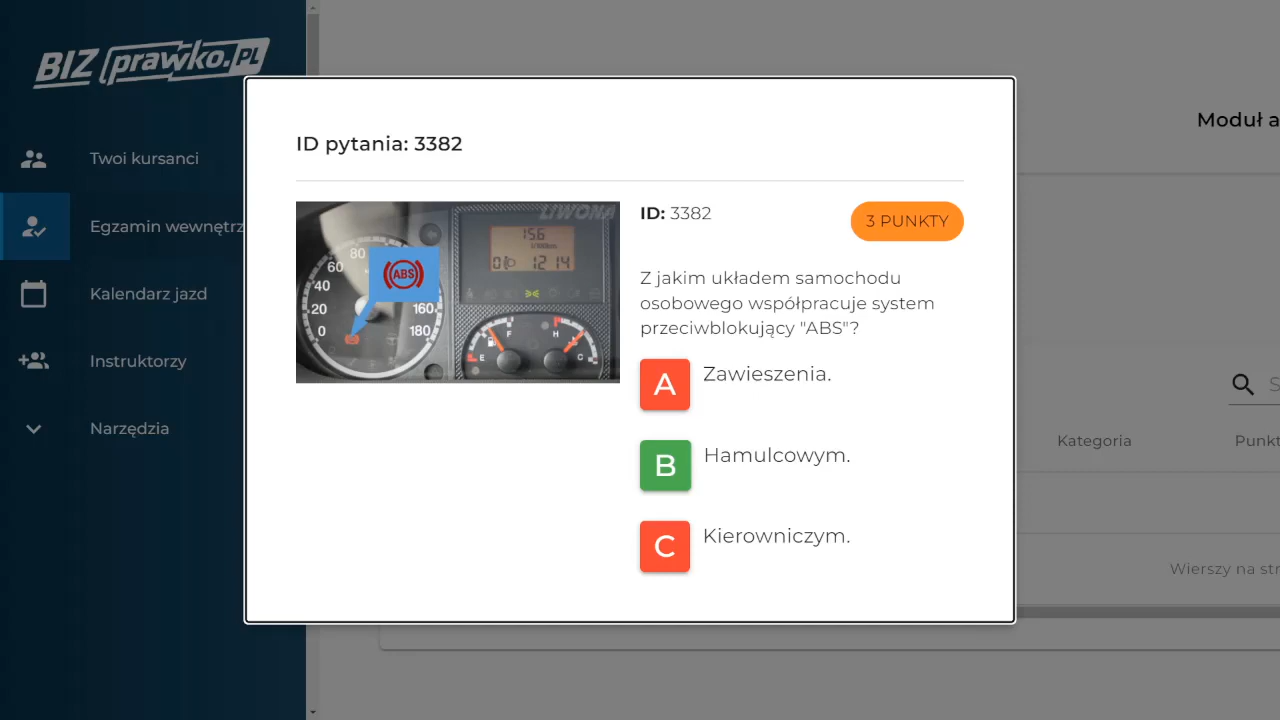 BIZ prawko.PL
Twoi kursanci
Egzamin wewnętrz
Kalendarz jazd
Instruktorzy
Narzędzia
ID pytania: 3382
LIWONA
15.6
1214
80
60
40
20
0
160
180
ABS
E
F
H
C
ID: 3382
3 PUNKTY
Z jakim układem samochodu
osobowego współpracuje system
przeciwblokujący "ABS"?
A Zawieszenia.
B Hamulcowym.
C Kierowniczym.
Moduł a
S
Kategoria
Punkt
Wierszy na str